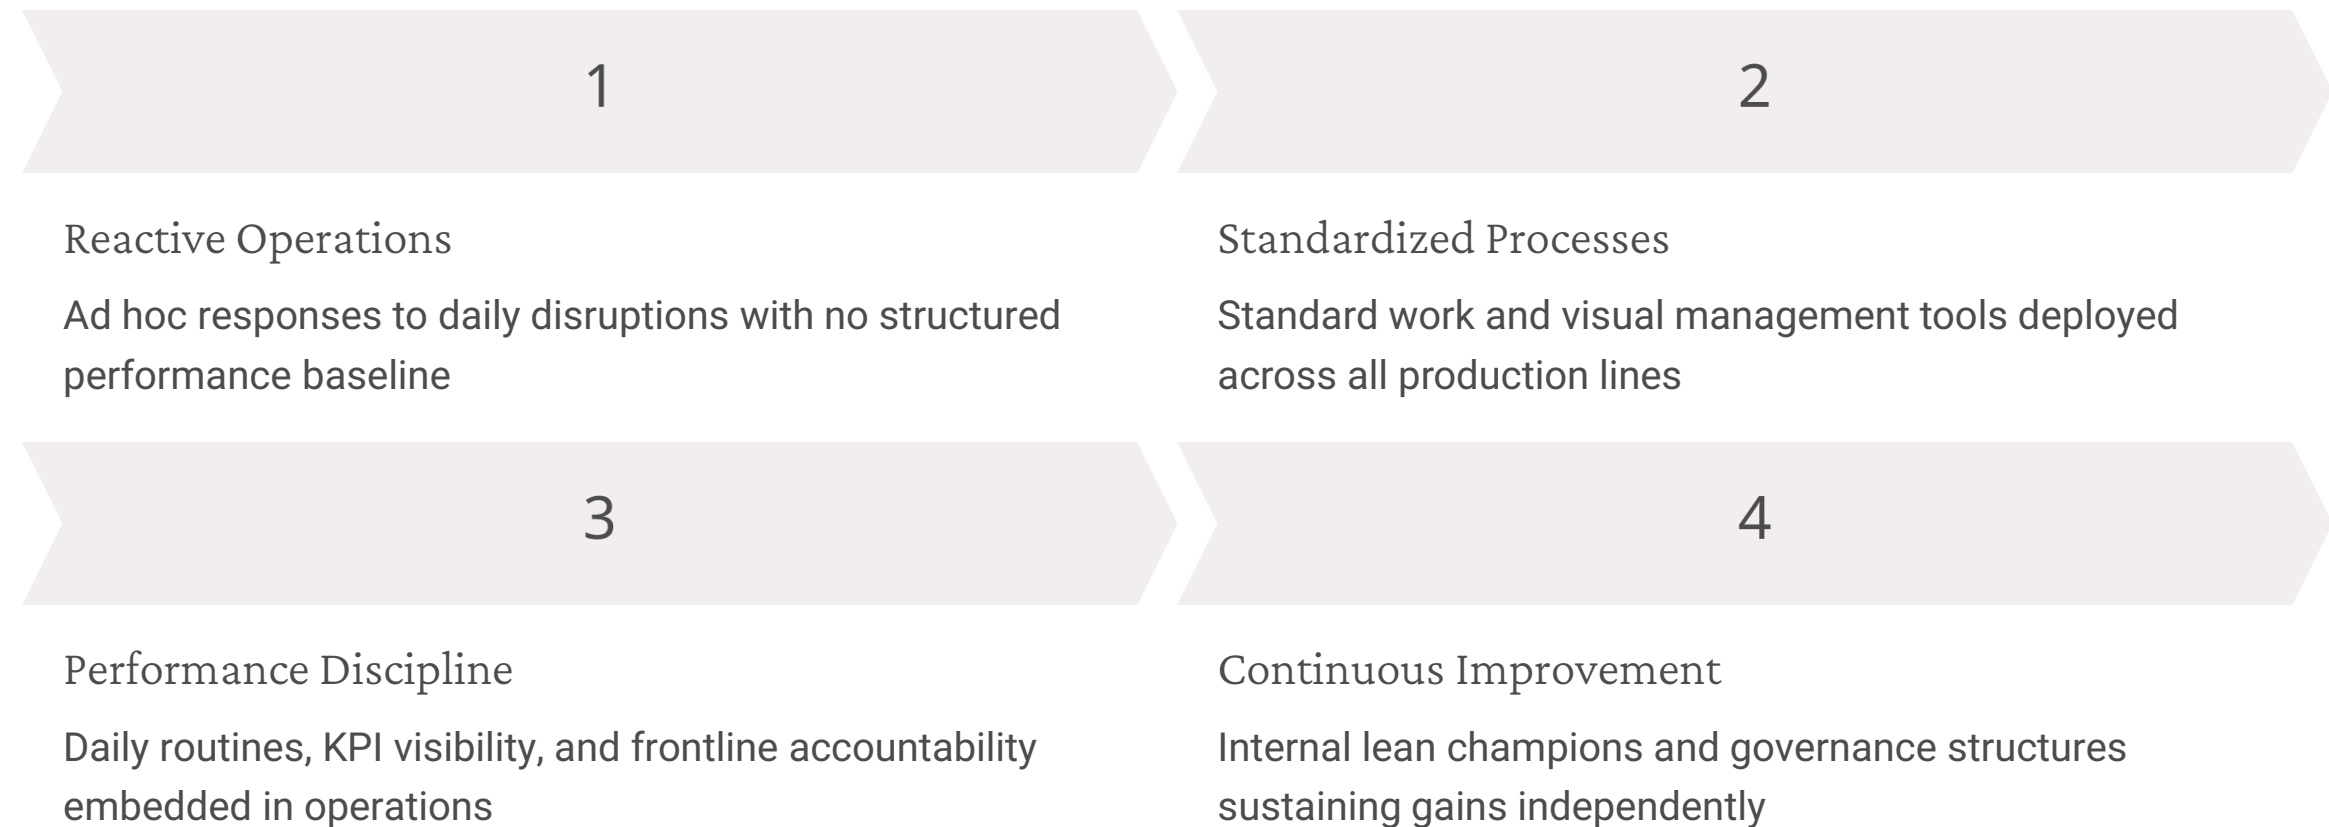 1
2
Reactive Operations
Ad hoc responses to daily disruptions with no structured
performance baseline
Standardized Processes
Standard work and visual management tools deployed
across all production lines
3
4
Performance Discipline
Daily routines, KPI visibility, and frontline accountability
embedded in operations
Continuous Improvement
Internal lean champions and governance structures
sustaining gains independently